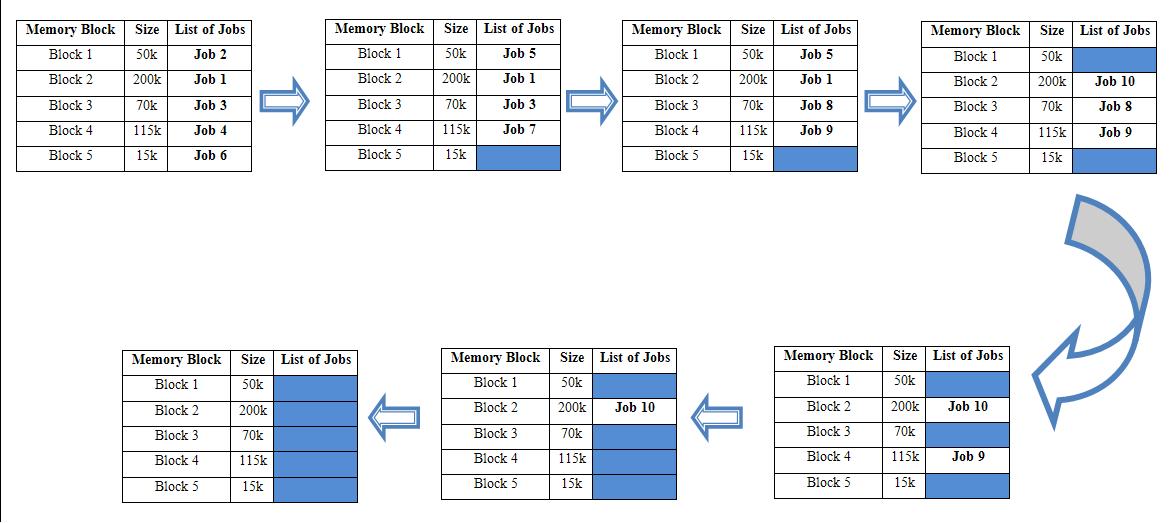 Memory Block Size List of Jobs
Block 1 50k Job 2
Block 2 200k Job 1
Block 3 70k Job 3
Block 4 115k Job 4
Block 5 15k Job 6
Memory Block Size List of Jobs
Block 1 50k Job 5
Block 2 200k Job 1
Block 3 70k Job 3
Block 4 115k Job 7
Block 5 15k
Memory Block Size List of Jobs
Block 1 50k Job 5
Block 2 200k Job 1
Block 3 70k Job 8
Block 4 115k Job 9
Block 5 15k
Memory Block Size List of Jobs
Block 1 50k
Block 2 200k Job 10
Block 3 70k Job 8
Block 4 115k Job 9
Block 5 15k
Memory Block Size List of Jobs
Block 1 50k
Block 2 200k Job 10
Block 3 70k
Block 4 115k Job 9
Block 5 15k
Memory Block Size List of Jobs
Block 1 50k
Block 2 200k Job 10
Block 3 70k
Block 4 115k
Block 5 15k
Memory Block Size List of Jobs
Block 1 50k
Block 2 200k
Block 3 70k
Block 4 115k
Block 5 15k